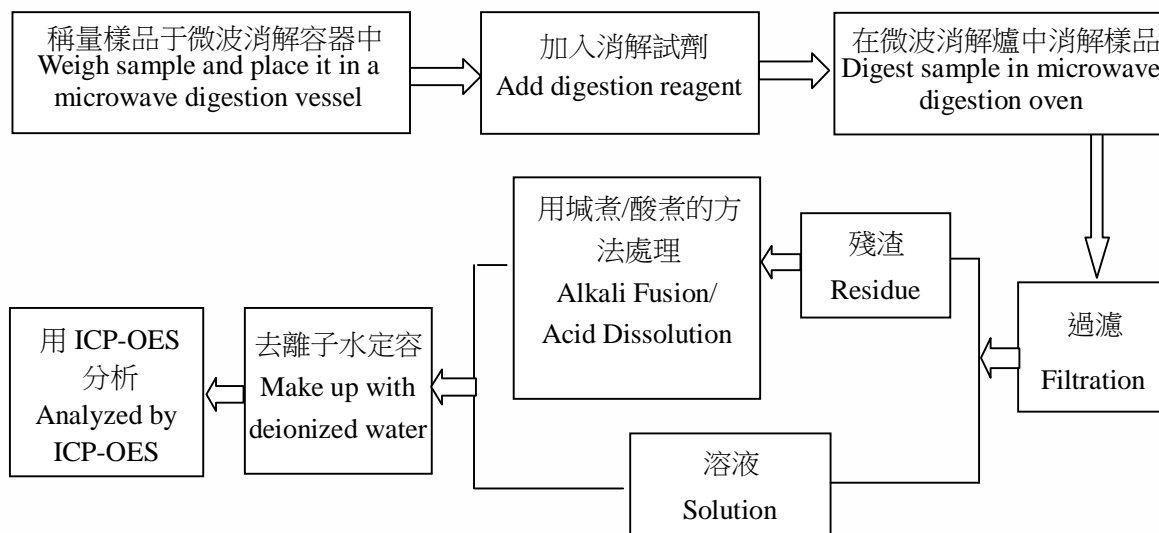 稱量樣品于微波消解容器中
Weigh sample and place it in a
microwave digestion vessel
加入消解試劑
Add digestion reagent
在微波消解爐中消解樣品
Digest sample in microwave
digestion oven
過濾
Filtration
殘渣
Residue
用堿煮/酸煮的方
法處理
Alkali Fusion/
Acid Dissolution
溶液
Solution
去離子水定容
Make up with
deionized water
用 ICP-OES
分析
Analyzed by
ICP-OES